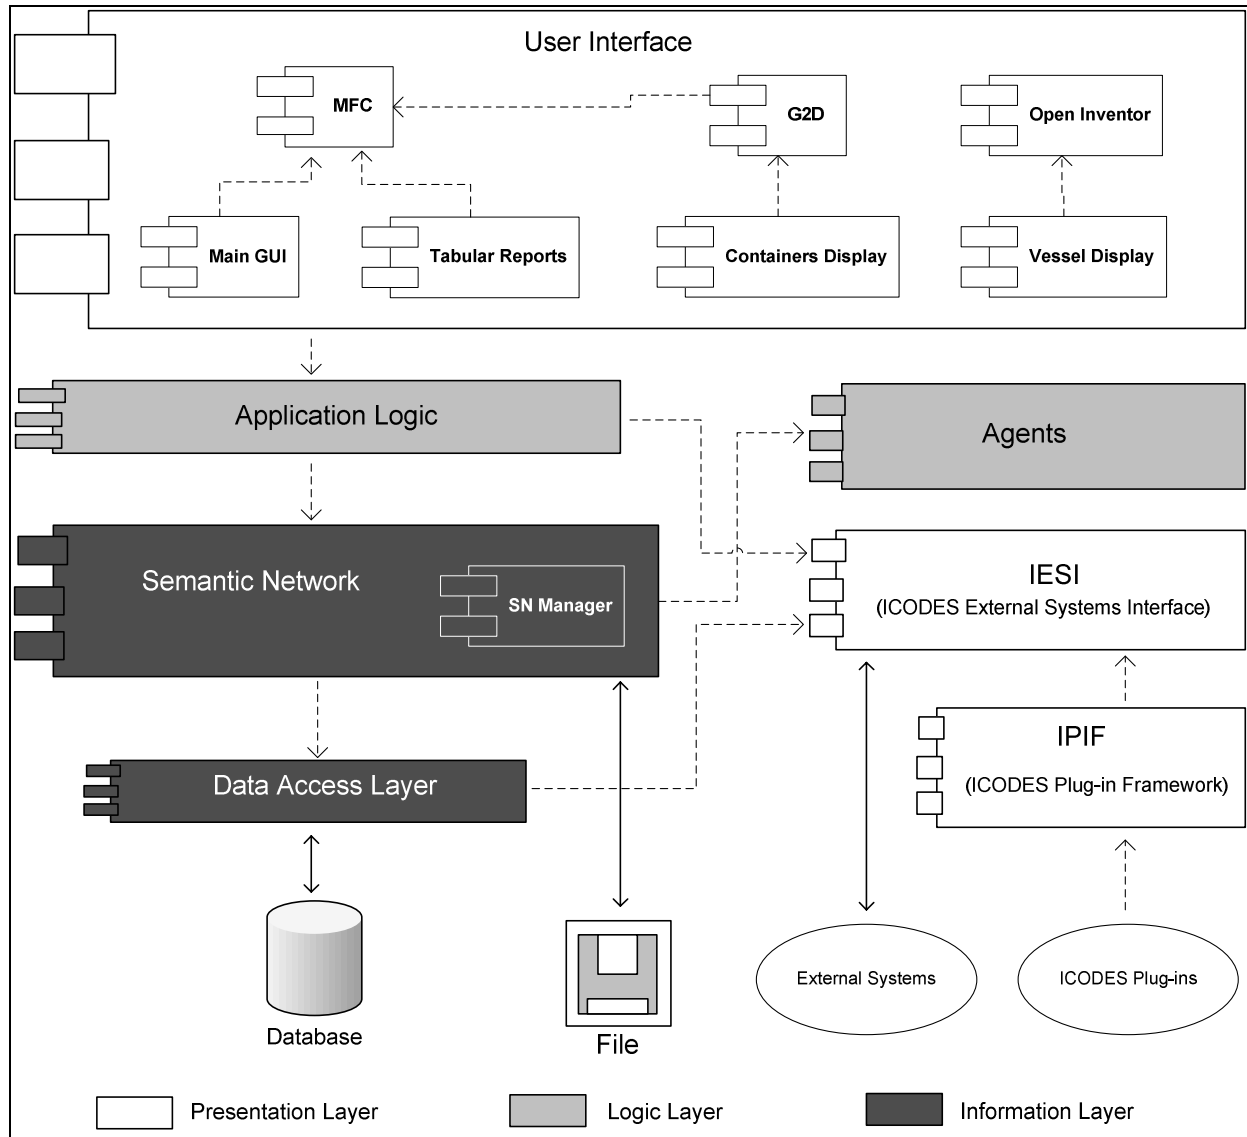 User Interface
MFC
G2D
Open Inventor
Main GUI
Tabular Reports
Containers Display
Vessel Display
Application Logic
Agents
Semantic Network
SN Manager
IESI
(ICODES External Systems Interface)
IPIF
(ICODES Plug-in Framework)
Data Access Layer
External Systems
ICODES Plug-ins
Database
File
Presentation Layer
Logic Layer
Information Layer